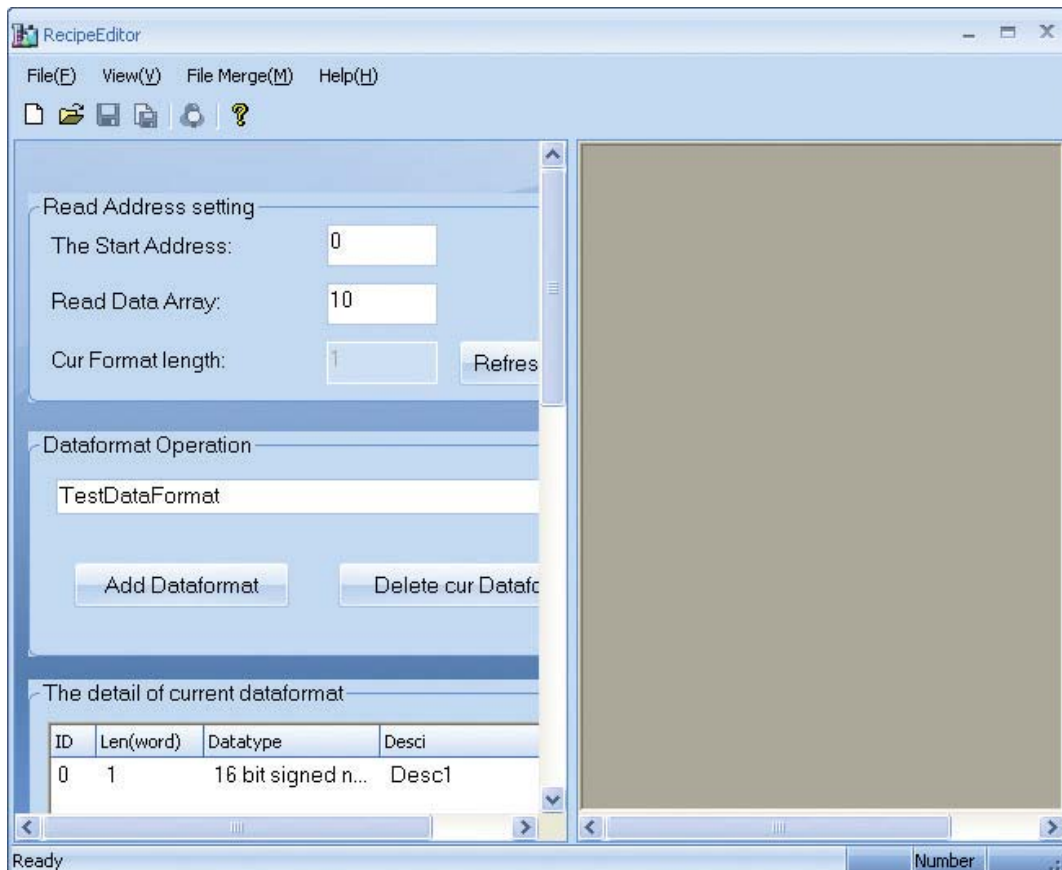 RecipeEditor
File(F) View(V) File Merge(M) Help(H)
Read Address setting
The Start Address: 0
Read Data Array: 10
Cur Format length: 1 Refres
Dataformat Operation
TestDataFormat
Add Dataformat Delete cur Datafo
The detail of current dataformat
ID Len(word) Datatype Desci
0 1 16 bit signed n... Desc1
Ready Number